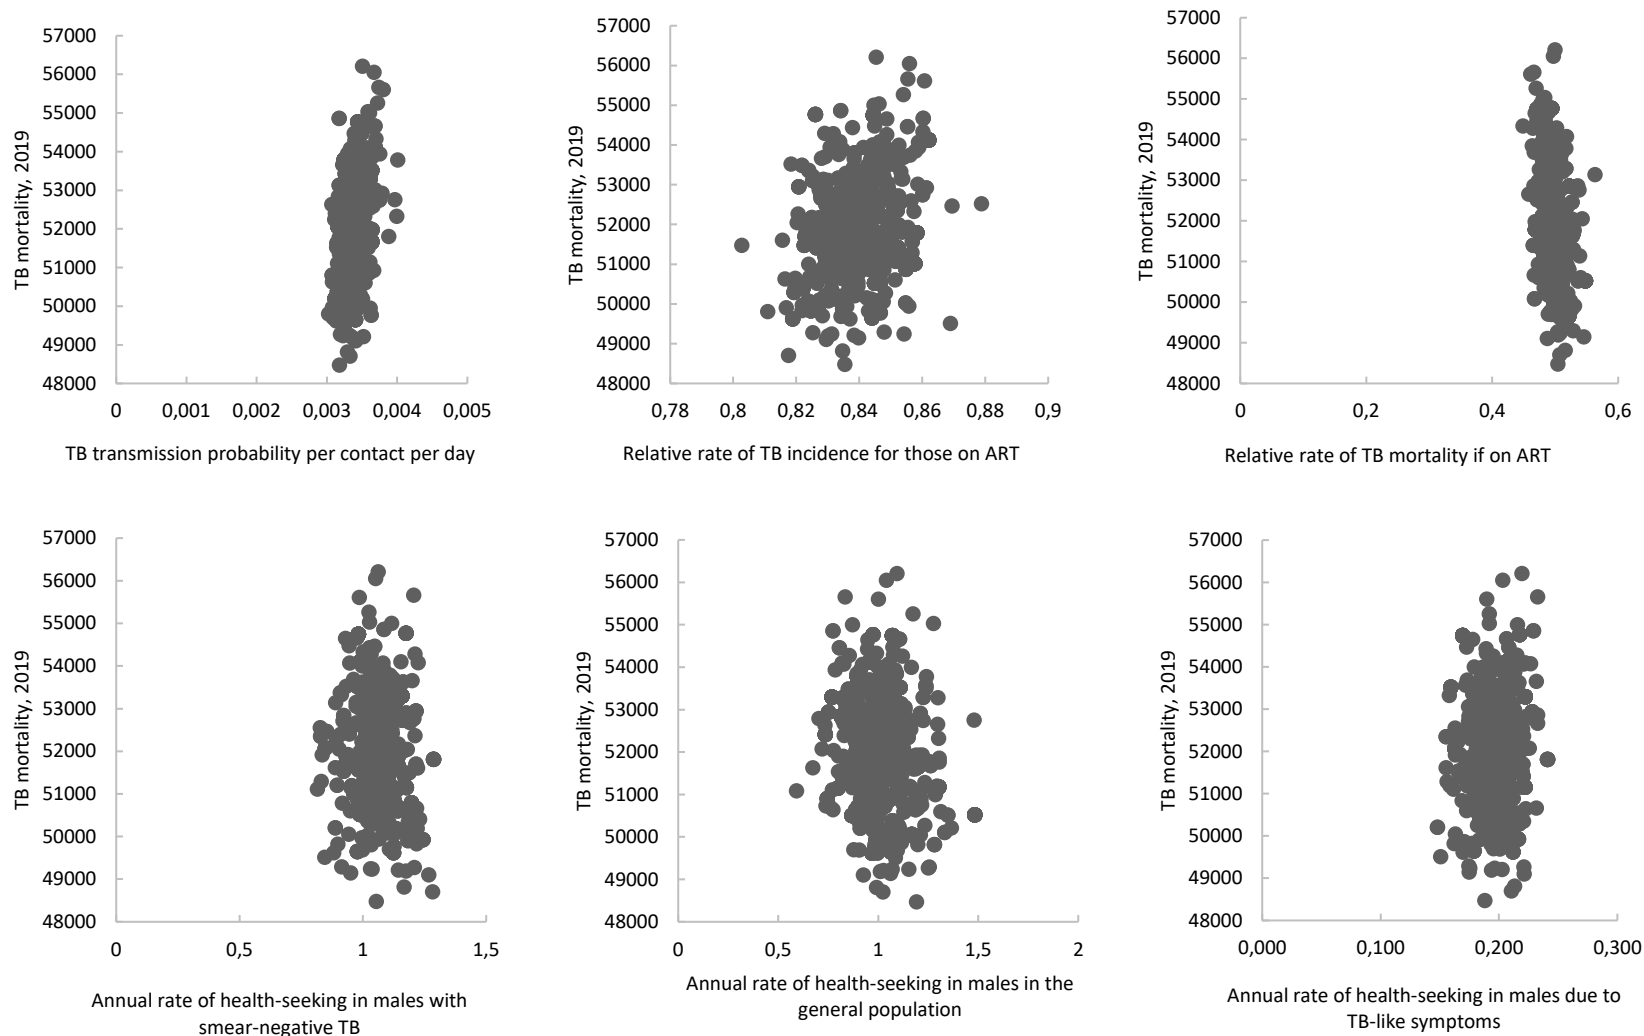 57000
56000
55000
54000
53000
52000
51000
50000
49000
48000
TB mortality, 2019
0 0,001 0,002 0,003 0,004 0,005
TB transmission probability per contact per day
57000
56000
55000
54000
53000
52000
51000
50000
49000
48000
TB mortality, 2019
0,78 0,8 0,82 0,84 0,86 0,88 0,9
Relative rate of TB incidence for those on ART
57000
56000
55000
54000
53000
52000
51000
50000
49000
48000
TB mortality, 2019
0 0,2 0,4 0,6
Relative rate of TB mortality if on ART
57000
56000
55000
54000
53000
52000
51000
50000
49000
48000
TB mortality, 2019
0 0,5 1 1,5
Annual rate of health-seeking in males with
smear-negative TB
57000
56000
55000
54000
53000
52000
51000
50000
49000
48000
TB mortality, 2019
0 0,5 1 1,5 2
Annual rate of health-seeking in males in the
general population
57000
56000
55000
54000
53000
52000
51000
50000
49000
48000
TB mortality, 2019
0,000 0,100 0,200 0,300
Annual rate of health-seeking in males due to
TB-like symptoms